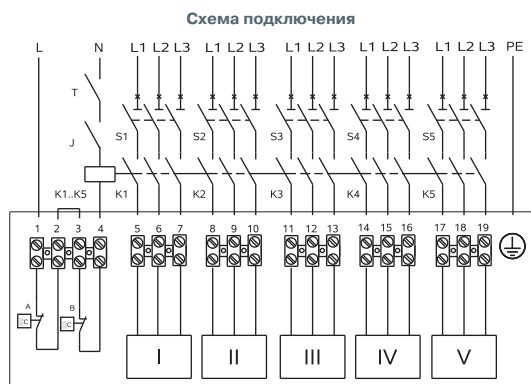 Схема подключения
L N L1 L2 L3 L1 L2 L3 L1 L2 L3 L1 L2 L3 L1 L2 L3 PE
T
S1 S2 S3 S4 S5
J
K1..K5 K1 K2 K3 K4 K5
1 2 3 4 5 6 7 8 9 10 11 12 13 14 15 16 17 18 19
A B
I II III IV V